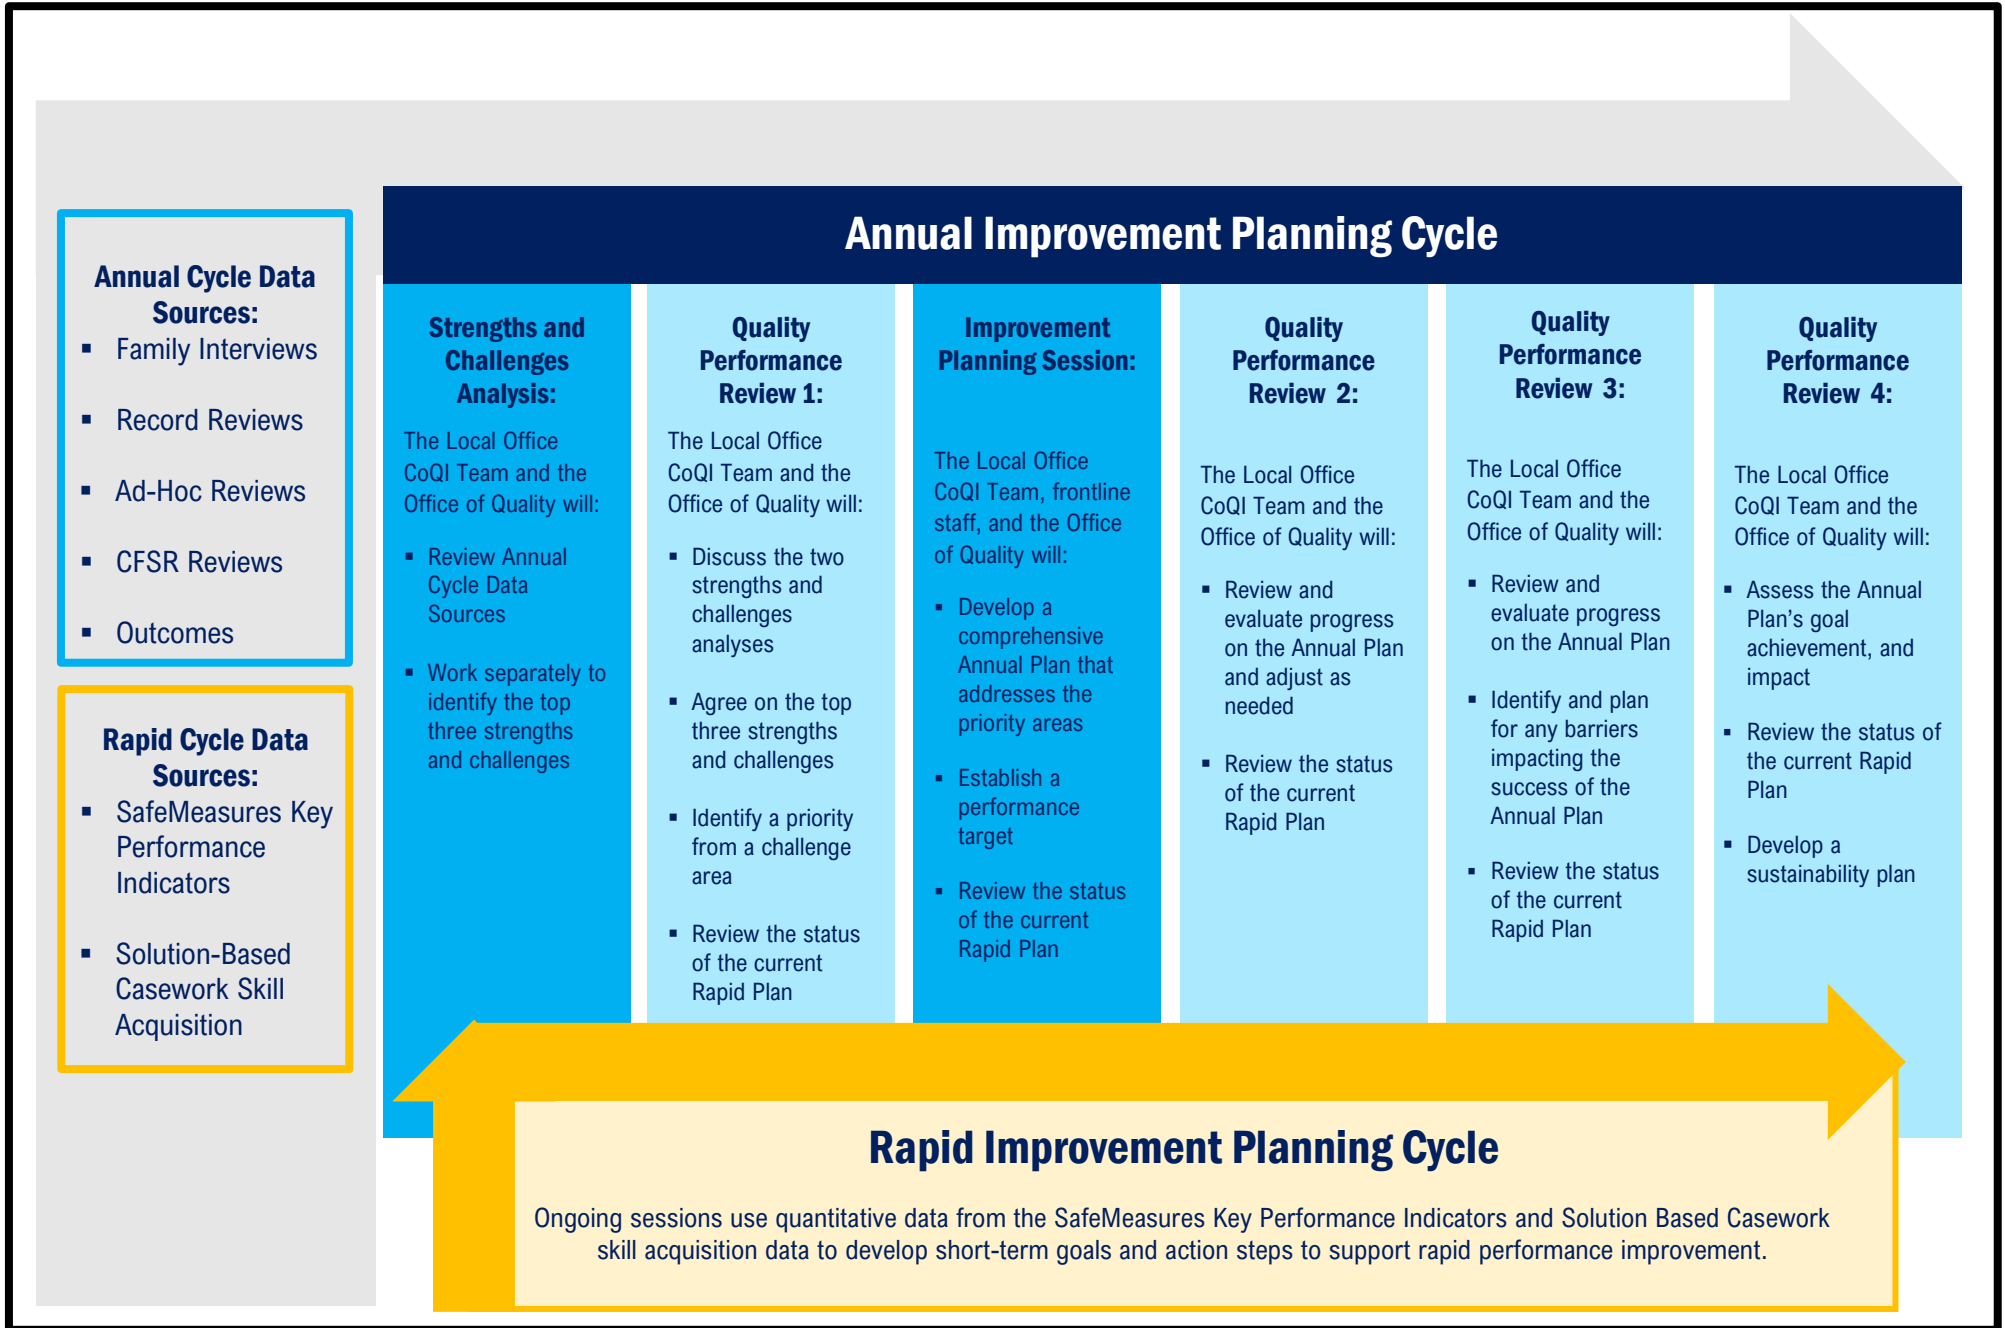 Annual Improvement Planning Cycle
Annual Cycle Data
Sources:
▪ Family Interviews
▪ Record Reviews
▪ Ad-Hoc Reviews
▪ CFSR Reviews
▪ Outcomes
Rapid Cycle Data
Sources:
▪ SafeMeasures Key
Performance
Indicators
▪ Solution-Based
Casework Skill
Acquisition
Strengths and
Challenges
Analysis:
The Local Office
CoQI Team and the
Office of Quality will:
▪ Review Annual
Cycle Data
Sources
▪ Work separately to
identify the top
three strengths
and challenges
Quality
Performance
Review 1:
The Local Office
CoQI Team and the
Office of Quality will:
▪ Discuss the two
strengths and
challenges
analyses
▪ Agree on the top
three strengths
and challenges
▪ Identify a priority
from a challenge
area
▪ Review the status
of the current
Rapid Plan
Improvement
Planning Session:
The Local Office
CoQI Team, frontline
staff, and the Office
of Quality will:
▪ Develop a
comprehensive
Annual Plan that
addresses the
priority areas
▪ Establish a
performance
target
▪ Review the status
of the current
Rapid Plan
Quality
Performance
Review 2:
The Local Office
CoQI Team and the
Office of Quality will:
▪ Review and
evaluate progress
on the Annual Plan
and adjust as
needed
▪ Review the status
of the current
Rapid Plan
Quality
Performance
Review 3:
The Local Office
CoQI Team and the
Office of Quality will:
▪ Review and
evaluate progress
on the Annual Plan
▪ Identify and plan
for any barriers
impacting the
success of the
Annual Plan
▪ Review the status
of the current
Rapid Plan
Quality
Performance
Review 4:
The Local Office
CoQI Team and the
Office of Quality will:
▪ Assess the Annual
Plan’s goal
achievement, and
impact
▪ Review the status of
the current Rapid
Plan
▪ Develop a
sustainability plan
Rapid Improvement Planning Cycle
Ongoing sessions use quantitative data from the SafeMeasures Key Performance Indicators and Solution Based Casework
skill acquisition data to develop short-term goals and action steps to support rapid performance improvement.